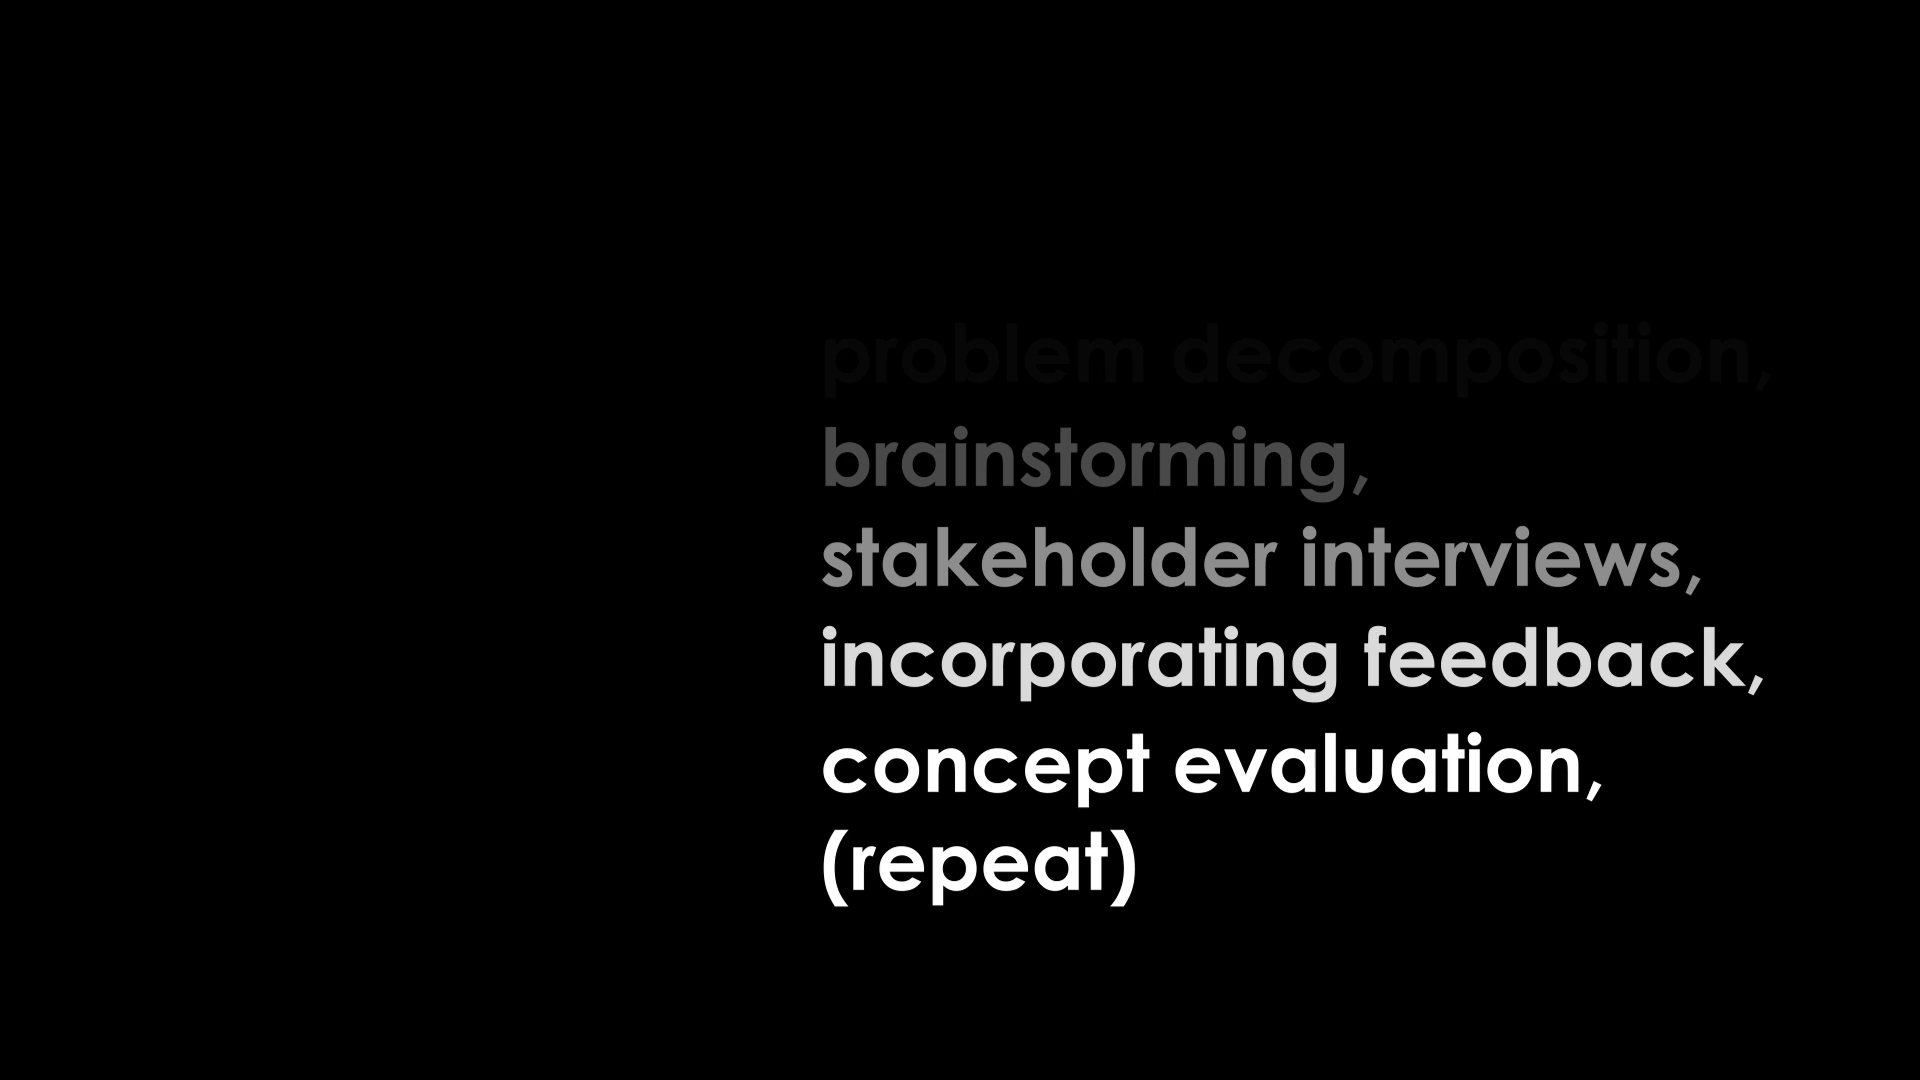 problem decomposition,
brainstorming,
stakeholder interviews,
incorporating feedback,
concept evaluation,
(repeat)